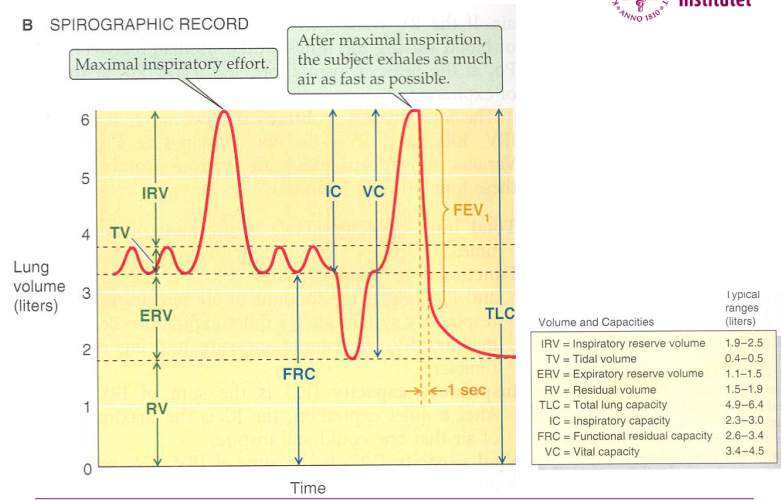 B SPIROGRAPHIC RECORD
Institutet
ANNO 1810
Maximal inspiratory effort.
After maximal inspiration,
the subject exhales as much
air as fast as possible.
6
5
4
3
2
1
0
Lung
volume
(liters)
IRV
TV
ERV
RV
IC
VC
FEV1
TLC
FRC
1 sec
Time
Typical
ranges
Volume and Capacities (liters)
IRV = Inspiratory reserve volume 1.9–2.5
TV = Tidal volume 0.4–0.5
ERV = Expiratory reserve volume 1.1–1.5
RV = Residual volume 1.5–1.9
TLC = Total lung capacity 4.9–6.4
IC = Inspiratory capacity 2.3–3.0
FRC = Functional residual capacity 2.6–3.4
VC = Vital capacity 3.4–4.5